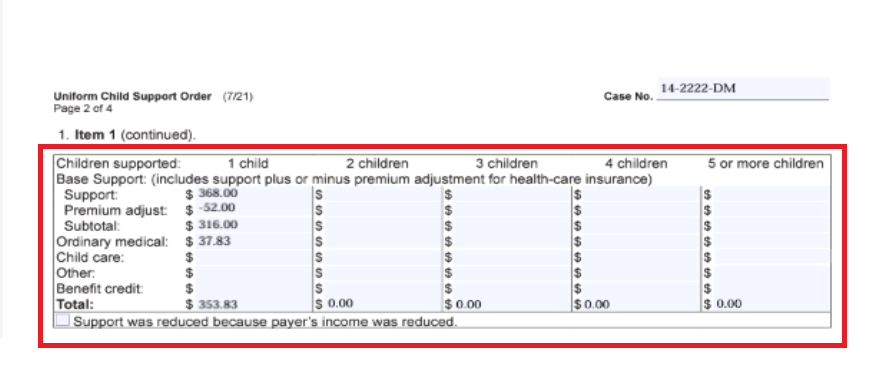 Uniform Child Support Order (7/21) Case No. 14-2222-DM
Page 2 of 4
1. Item 1 (continued).
Children supported: 1 child 2 children 3 children 4 children 5 or more children
Base Support: (includes support plus or minus premium adjustment for health-care insurance)
Support: $ 368.00 $ $ $ $
Premium adjust: $ -52.00 $ $ $ $
Subtotal: $ 316.00 $ $ $ $
Ordinary medical: $ 37.83 $ $ $ $
Child care: $ $ $ $ $
Other: $ $ $ $ $
Benefit credit: $ $ $ $ $
Total: $ 353.83 $ 0.00 $ 0.00 $ 0.00 $ 0.00
Support was reduced because payer's income was reduced.